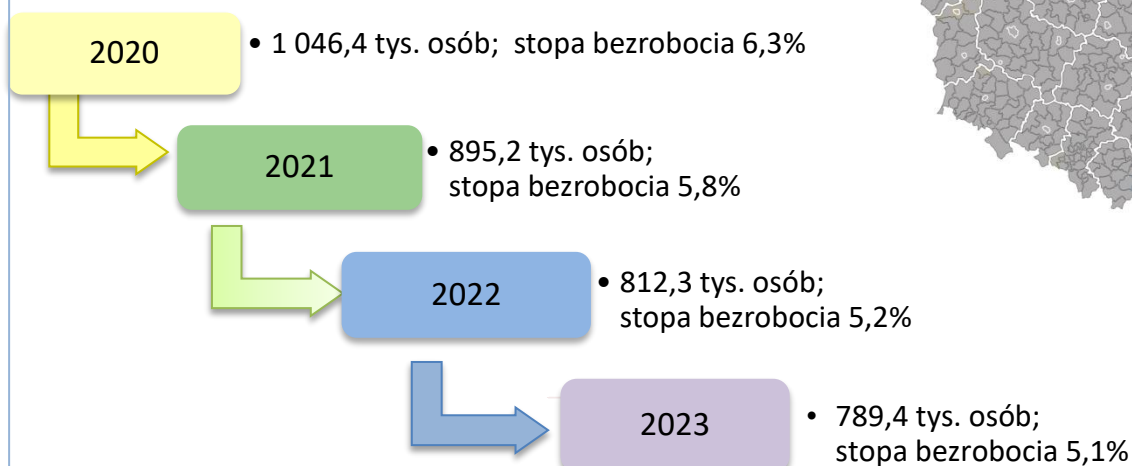 2020
• 1 046,4 tys. osób; stopa bezrobocia 6,3%
2021
• 895,2 tys. osób;
stopa bezrobocia 5,8%
2022
• 812,3 tys. osób;
stopa bezrobocia 5,2%
2023
• 789,4 tys. osób;
stopa bezrobocia 5,1%